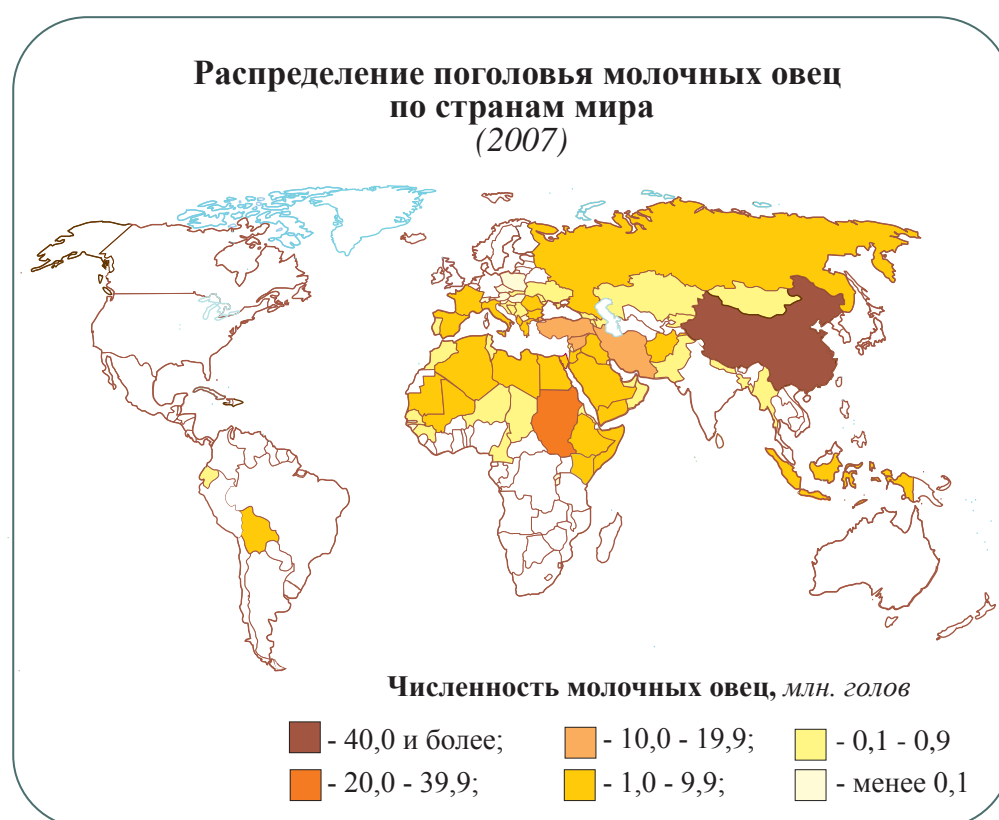 Распределение поголовья молочных овец
по странам мира
(2007)
Численность молочных овец, млн. голов
- 40,0 и более;
- 10,0 - 19,9;
- 0,1 - 0,9
- 20,0 - 39,9;
- 1,0 - 9,9;
- менее 0,1